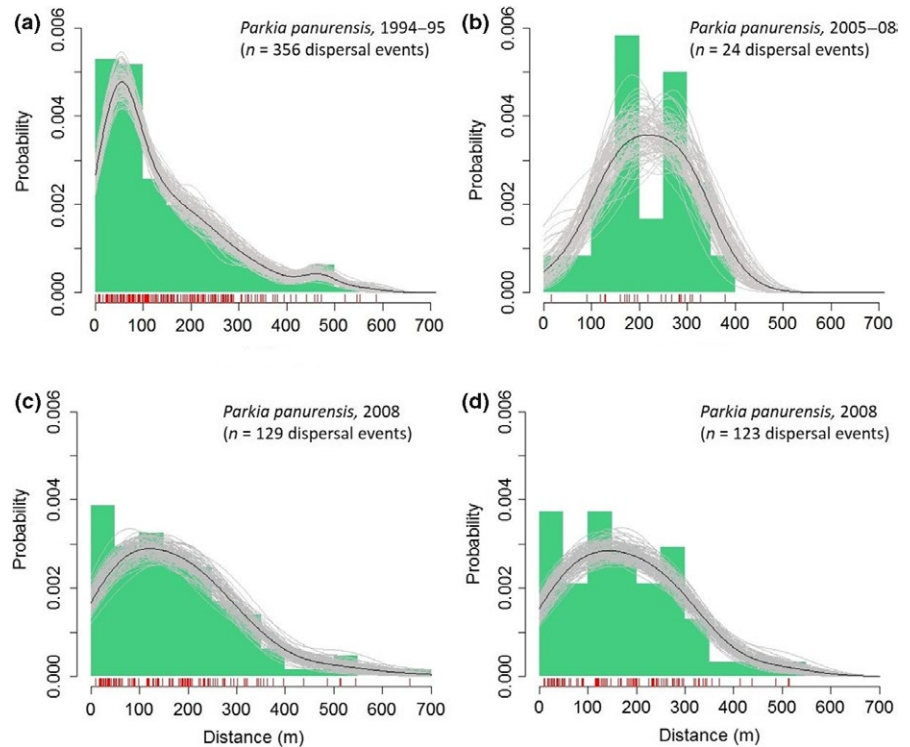 (a)
Parkia panurensis, 1994–95
(n = 356 dispersal events)
Probability
0.006
0.004
0.002
0.000
0 100 200 300 400 500 600 700
(b)
Parkia panurensis, 2005–08
(n = 24 dispersal events)
Probability
0.006
0.004
0.002
0.000
0 100 200 300 400 500 600 700
(c)
Parkia panurensis, 2008
(n = 129 dispersal events)
Probability
0.006
0.004
0.002
0.000
0 100 200 300 400 500 600 700
Distance (m)
(d)
Parkia panurensis, 2008
(n = 123 dispersal events)
Probability
0.006
0.004
0.002
0.000
0 100 200 300 400 500 600 700
Distance (m)